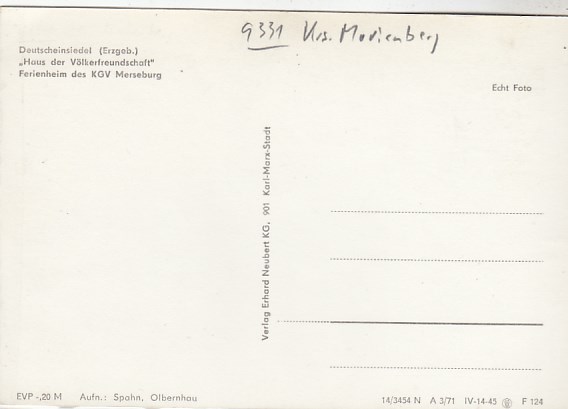 9331 Krs. Marienberg
Deutscheinsiedel (Erzgeb.)
„Haus der Völkerfreundschaft"
Ferienheim des KGV Merseburg
Echt Foto
Verlag Erhard Neubert KG, 901 Karl-Marx-Stadt
EVP -,20 M Aufn.: Spahn, Olbernhau
14/3454 N A 3/71 IV-14-45 F 124